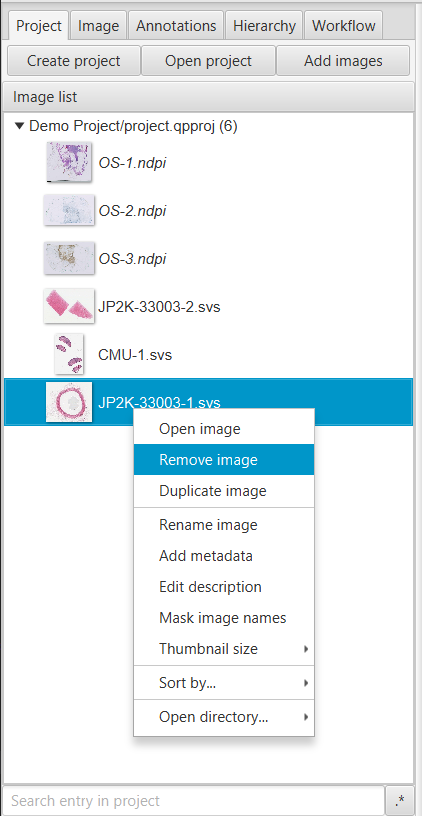 Project Image Annotations Hierarchy Workflow
Create project Open project Add images
Image list
Demo Project/project.qpproj (6)
OS-1.ndpi
OS-2.ndpi
OS-3.ndpi
JP2K-33003-2.svs
CMU-1.svs
JP2K-33003-1.svs
Open image
Remove image
Duplicate image
Rename image
Add metadata
Edit description
Mask image names
Thumbnail size
Sort by...
Open directory...
Search entry in project .*